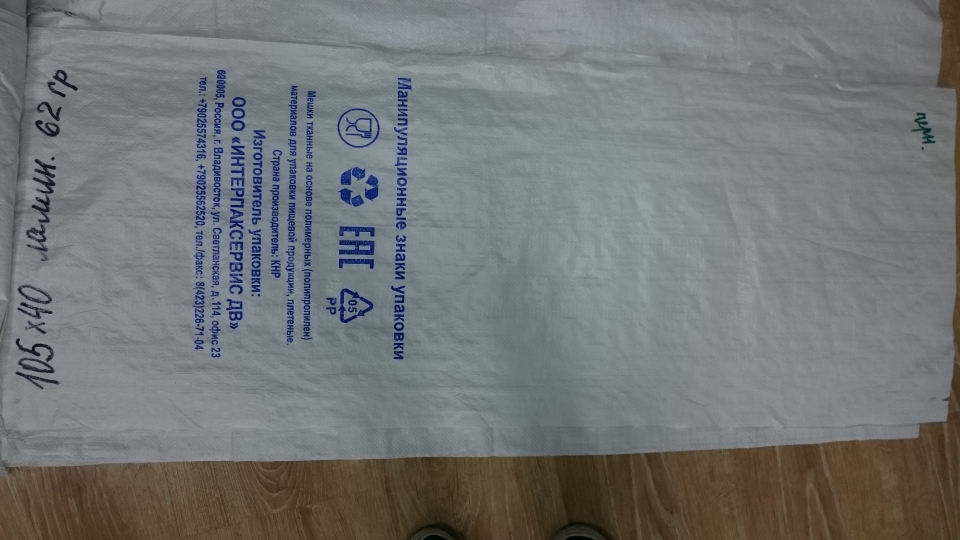 Манипуляционные знаки упаковки
EAC
05
PP
Мешки тканные на основе полимерных (полипропилен)
материалов для упаковки пищевой продукции, плетеные.
Страна производитель: КНР
Изготовитель упаковки:
ООО «ИНТЕРПАКСЕРВИС ДВ»
690005, Россия, г. Владивосток, ул. Светланская, д. 114, офис 23
тел.: +79025574316, +79025562520, тел./факс: 8(423)226-71-04
105 х 40 62 гр